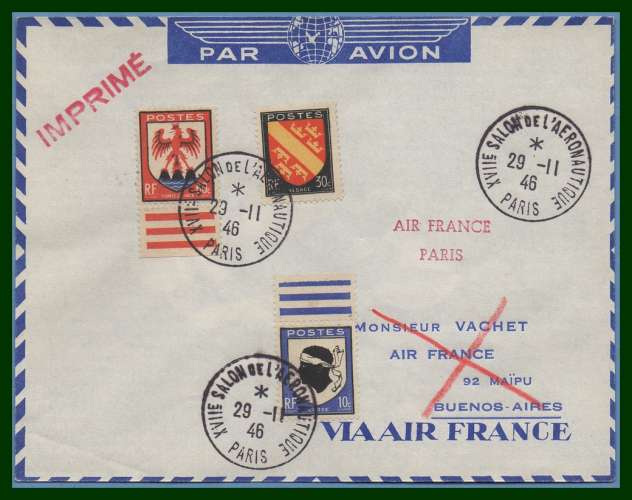 PAR AVION
IMPRIMÉ
POSTES
RF
POSTES
RF ALSACE 30c
XVIIE SALON DE L'AERONAUTIQUE
*
29 -11
46
PARIS
XVIIE SALON DE L'AERONAUTIQUE
*
29 -11
46
PARIS
AIR FRANCE
PARIS
POSTES
RF CORSE 10c
MONSIEUR VACHET
AIR FRANCE
92 MAÏPU
BUENOS-AIRES
XVIIE SALON DE L'AERONAUTIQUE
*
29 -11
46
PARIS
VIA AIR FRANCE